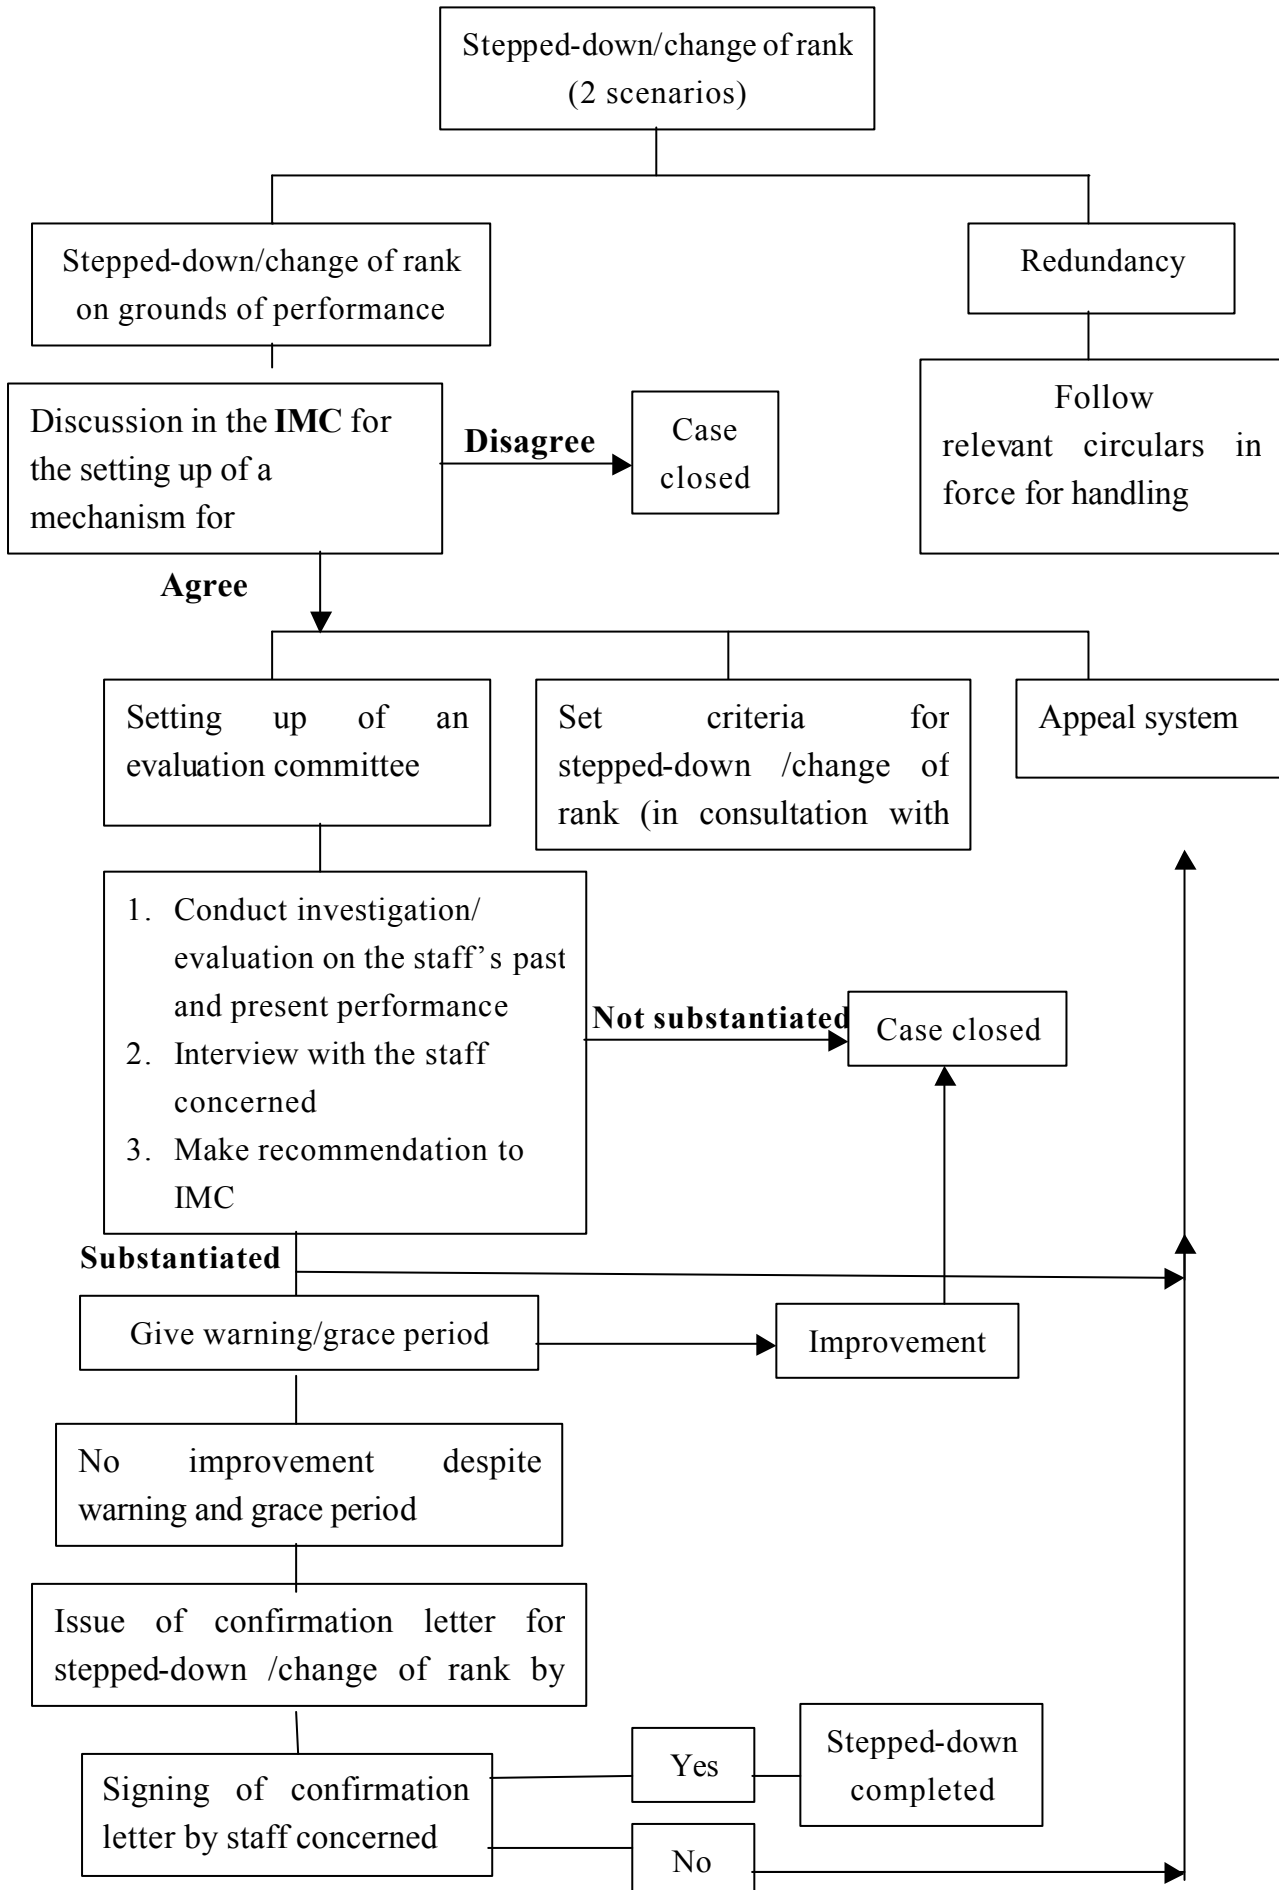 Stepped-down/change of rank
(2 scenarios)
Stepped-down/change of rank
on grounds of performance
Redundancy
Discussion in the IMC for
the setting up of a
mechanism for
Disagree
Case
closed
Follow
relevant circulars in
force for handling
Agree
Setting up of an
evaluation committee
Set criteria for
stepped-down /change of
rank (in consultation with
Appeal system
1. Conduct investigation/
evaluation on the staff's past
and present performance
2. Interview with the staff
concerned
3. Make recommendation to
IMC
Not substantiated
Case closed
Substantiated
Give warning/grace period
Improvement
No improvement despite
warning and grace period
Issue of confirmation letter for
stepped-down /change of rank by
Signing of confirmation
letter by staff concerned
Yes
Stepped-down
completed
No